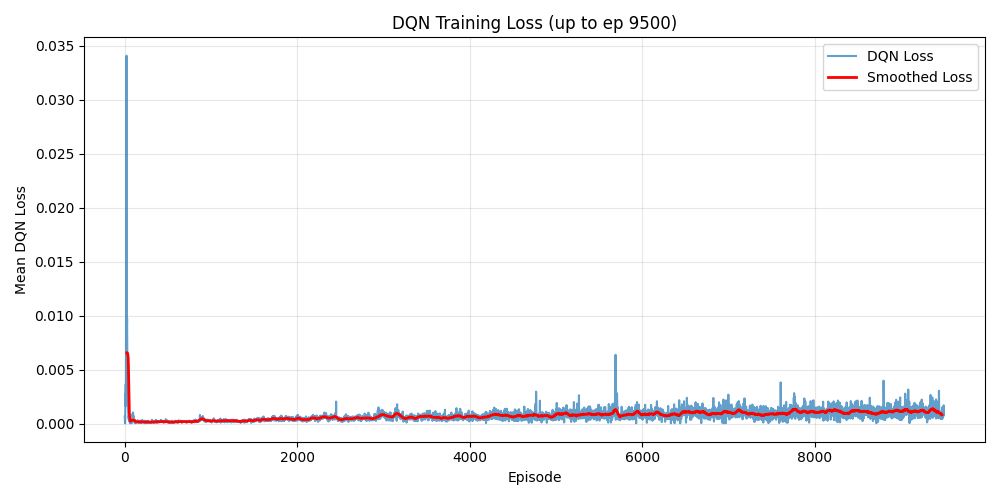 DQN Training Loss (up to ep 9500)
DQN Loss
Smoothed Loss
Mean DQN Loss
0.035
0.030
0.025
0.020
0.015
0.010
0.005
0.000
0 2000 4000 6000 8000
Episode